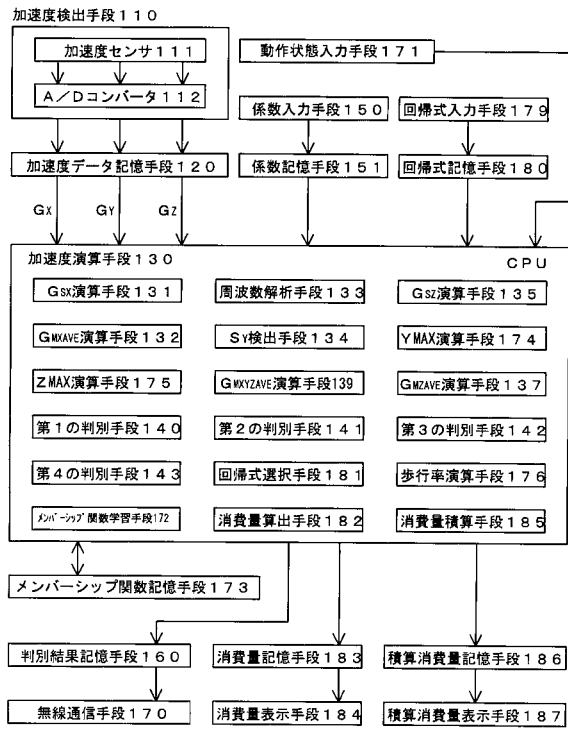 加速度検出手段110
加速度センサ111
動作状態入力手段171
A/Dコンバータ112
係数入力手段150
回帰式入力手段179
加速度データ記憶手段120
係数記憶手段151
回帰式記憶手段180
GX GY GZ
加速度演算手段130
CPU
GSX演算手段131
周波数解析手段133
GSZ演算手段135
GMXAVE演算手段132
SY検出手段134
YMAX演算手段174
ZMAX演算手段175
GMXYZAVE演算手段139
GMZAVE演算手段137
第1の判別手段140
第2の判別手段141
第3の判別手段142
第4の判別手段143
回帰式選択手段181
歩行率演算手段176
メンバーシップ関数学習手段172
消費量算出手段182
消費量積算手段185
メンバーシップ関数記憶手段173
判別結果記憶手段160
消費量記憶手段183
積算消費量記憶手段186
無線通信手段170
消費量表示手段184
積算消費量表示手段187